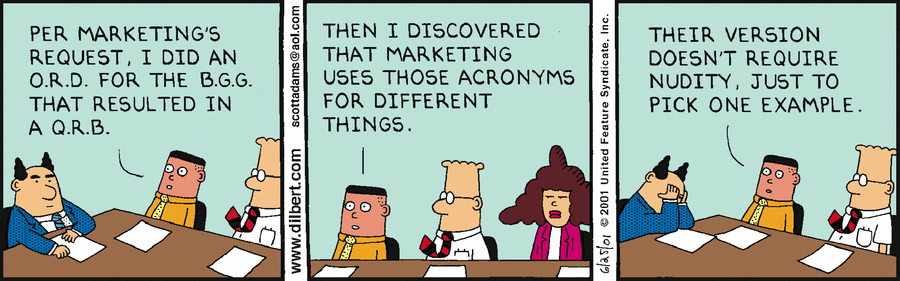 PER MARKETING'S
REQUEST, I DID AN
O.R.D. FOR THE B.G.G.
THAT RESULTED IN
A Q.R.B.
www.dilbert.com scottadams@aol.com
THEN I DISCOVERED
THAT MARKETING
USES THOSE ACRONYMS
FOR DIFFERENT
THINGS.
6/25/01 © 2001 United Feature Syndicate, Inc.
THEIR VERSION
DOESN'T REQUIRE
NUDITY, JUST TO
PICK ONE EXAMPLE.